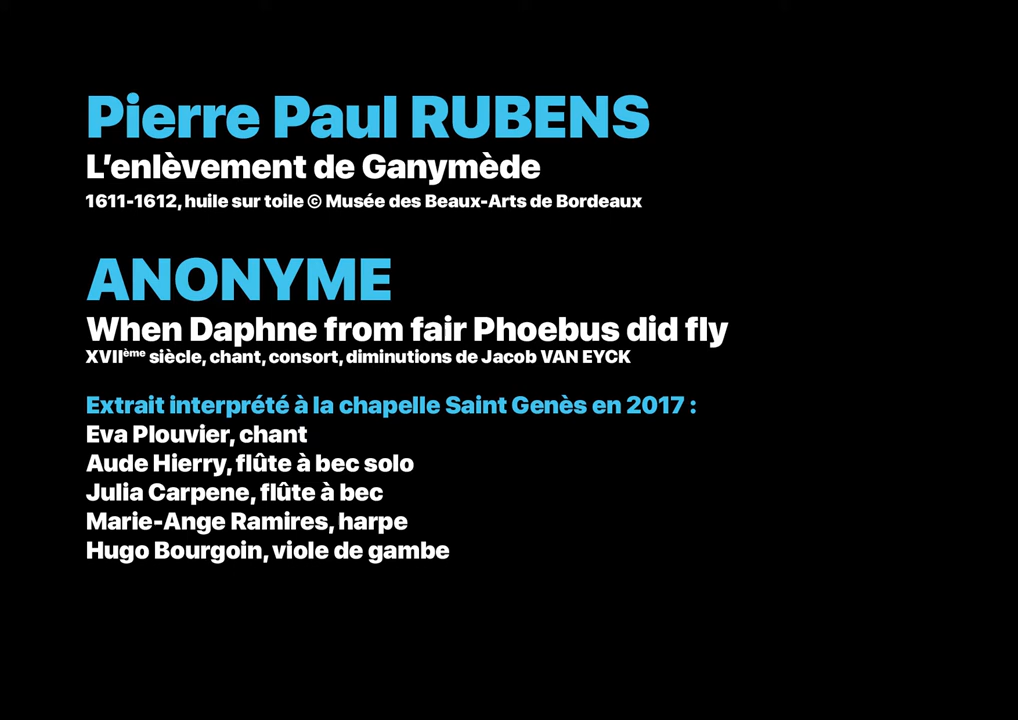 Pierre Paul RUBENS
L’enlèvement de Ganymède
1611-1612, huile sur toile © Musée des Beaux-Arts de Bordeaux
ANONYME
When Daphne from fair Phoebus did fly
XVIIème siècle, chant, consort, diminutions de Jacob VAN EYCK
Extrait interprété à la chapelle Saint Genès en 2017 :
Eva Plouvier, chant
Aude Hierry, flûte à bec solo
Julia Carpene, flûte à bec
Marie-Ange Ramires, harpe
Hugo Bourgoin, viole de gambe